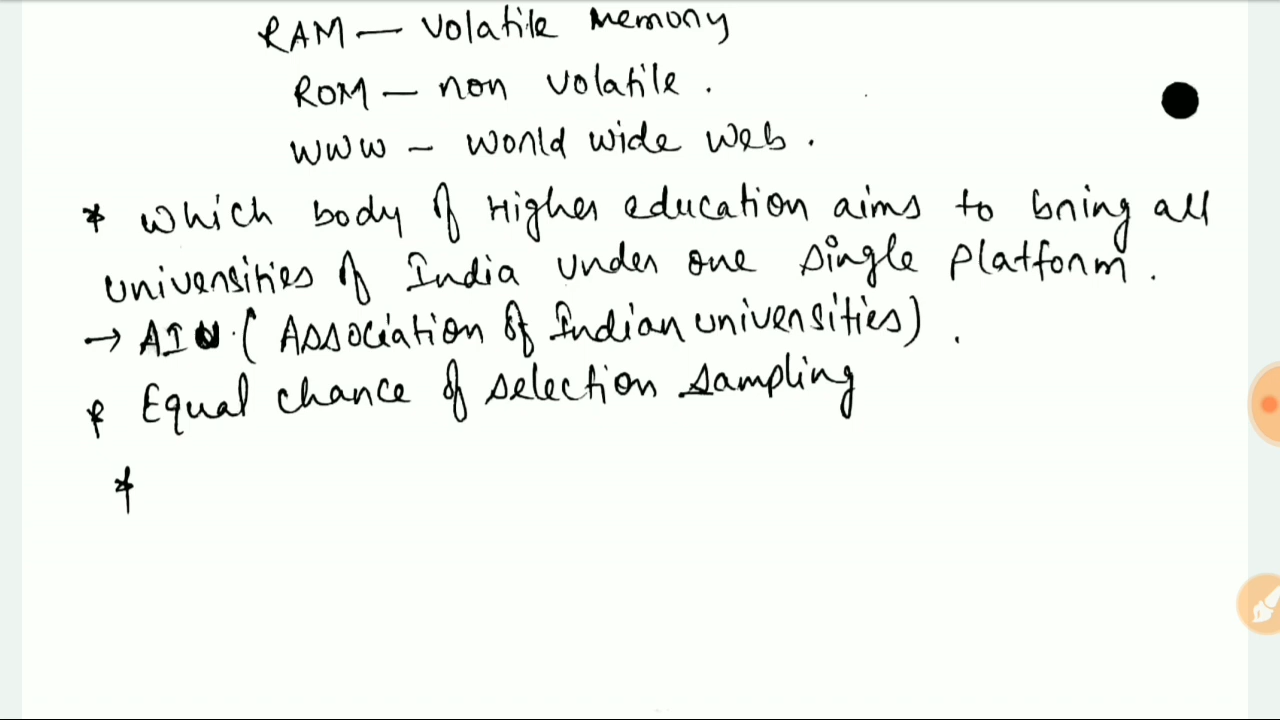 RAM — volatile memory
ROM — non volatile.
WWW — World wide web.
* Which body of Higher education aims to bring all
universities of India under one single platform.
→ AIU. (Association of Indian universities).
* Equal chance of selection sampling
*